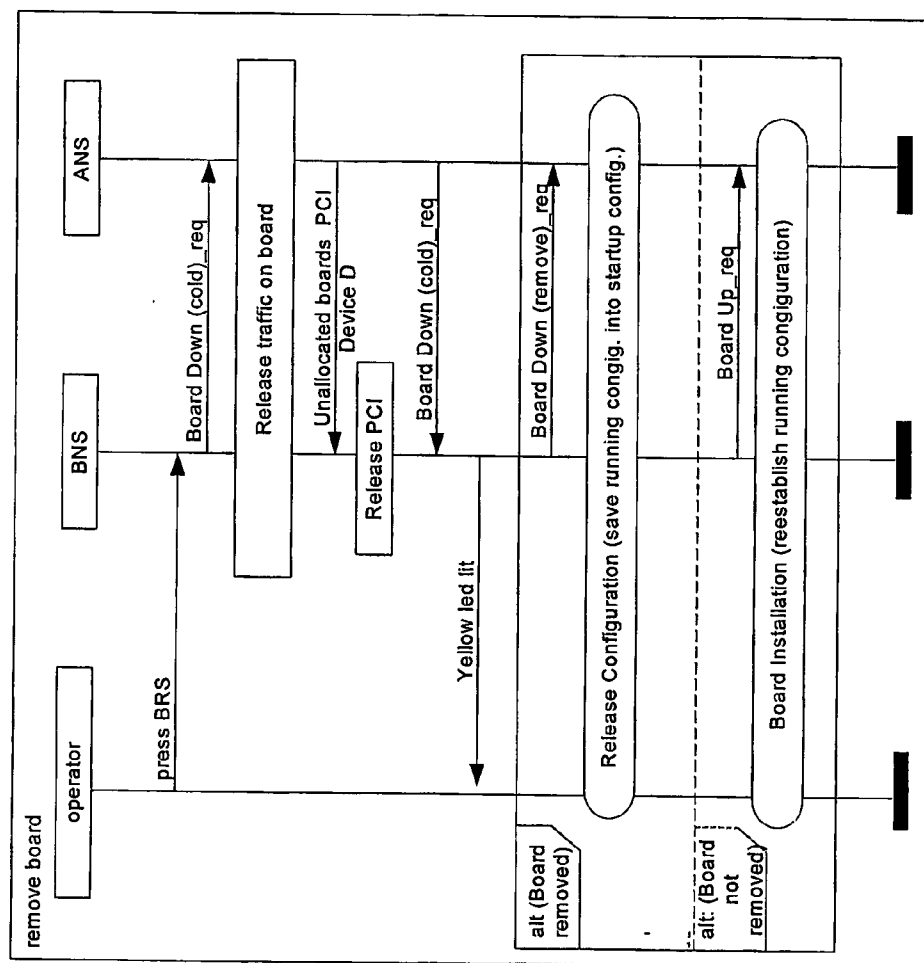 remove board
operator
BNS
ANS
press BRS
Board Down (cold)_req
Release traffic on board
Unallocated boards PCI
Device D
Release PCI
Board Down (cold)_req
Yellow led lit
alt (Board
removed)
Board Down (remove)_req
Release Configuration (save running congig. into startup config.)
alt: (Board
not
removed)
Board Up_req
Board Installation (reestablish running congiguration)